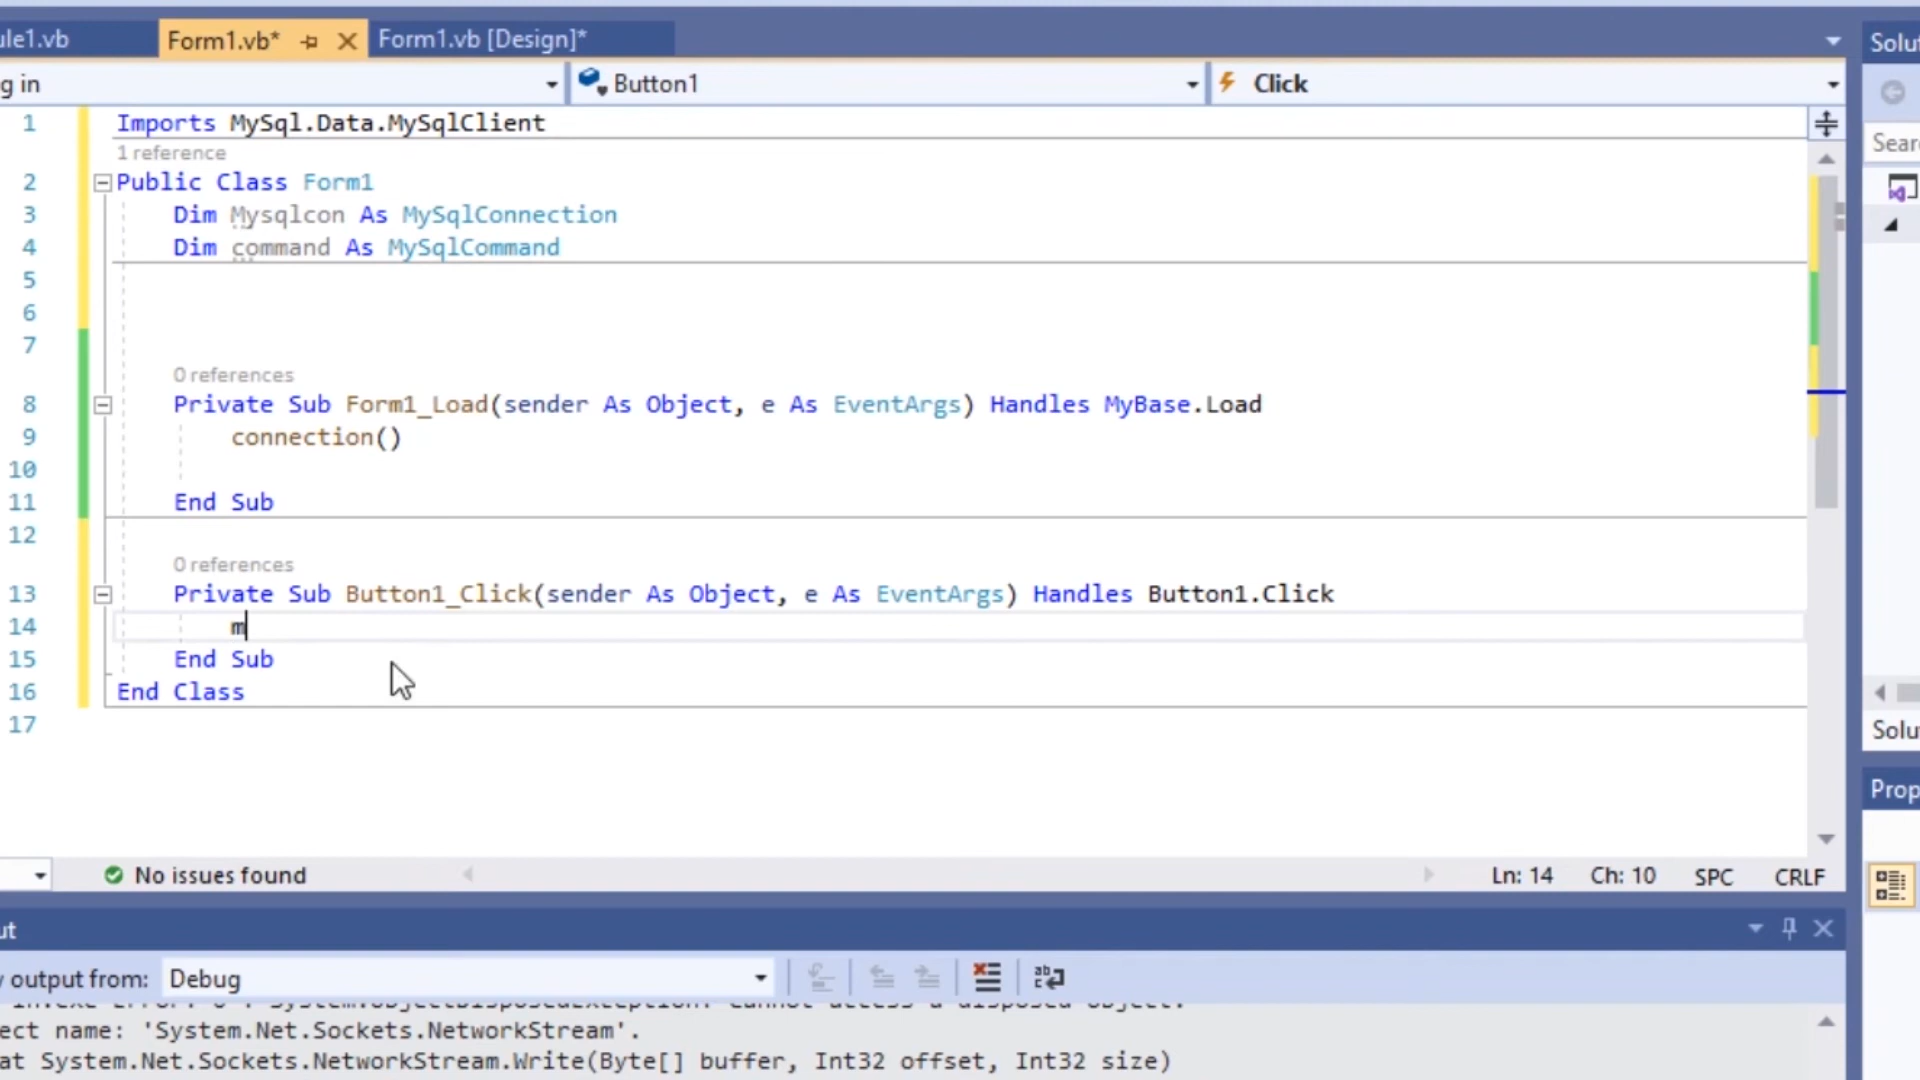 ule1.vb Form1.vb* Form1.vb [Design]*
Solu
g in Button1 Click
Sear
1 Imports MySql.Data.MySqlClient
1 reference
2 Public Class Form1
3 Dim Mysqlcon As MySqlConnection
4 Dim command As MySqlCommand
5
6
7
0 references
8 Private Sub Form1_Load(sender As Object, e As EventArgs) Handles MyBase.Load
9 connection()
10
11 End Sub
12
0 references
13 Private Sub Button1_Click(sender As Object, e As EventArgs) Handles Button1.Click
14 m
15 End Sub
16 End Class
17
Solu
Prop
No issues found Ln: 14 Ch: 10 SPC CRLF
ut
w output from: Debug
ect name: 'System.Net.Sockets.NetworkStream'.
at System.Net.Sockets.NetworkStream.Write(Byte[] buffer, Int32 offset, Int32 size)